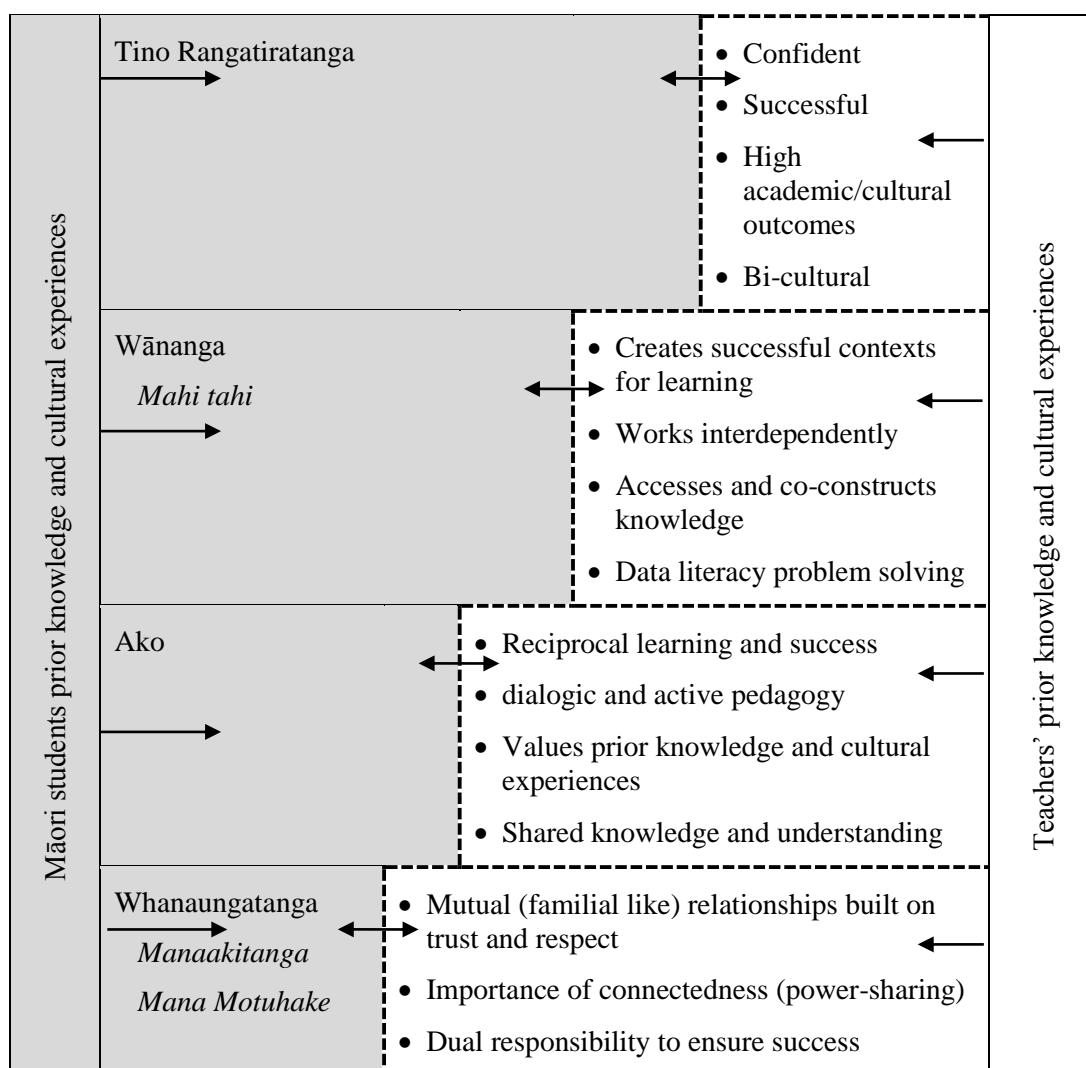 Māori students prior knowledge and cultural experiences
Tino Rangatiratanga
• Confident
• Successful
• High
academic/cultural
outcomes
• Bi-cultural
Wānanga
Mahi tahi
• Creates successful contexts
for learning
• Works interdependently
• Accesses and co-constructs
knowledge
• Data literacy problem solving
Ako
• Reciprocal learning and success
• dialogic and active pedagogy
• Values prior knowledge and cultural
experiences
• Shared knowledge and understanding
Whanaungatanga
Manaakitanga
Mana Motuhake
• Mutual (familial like) relationships built on
trust and respect
• Importance of connectedness (power-sharing)
• Dual responsibility to ensure success
Teachers’ prior knowledge and cultural experiences